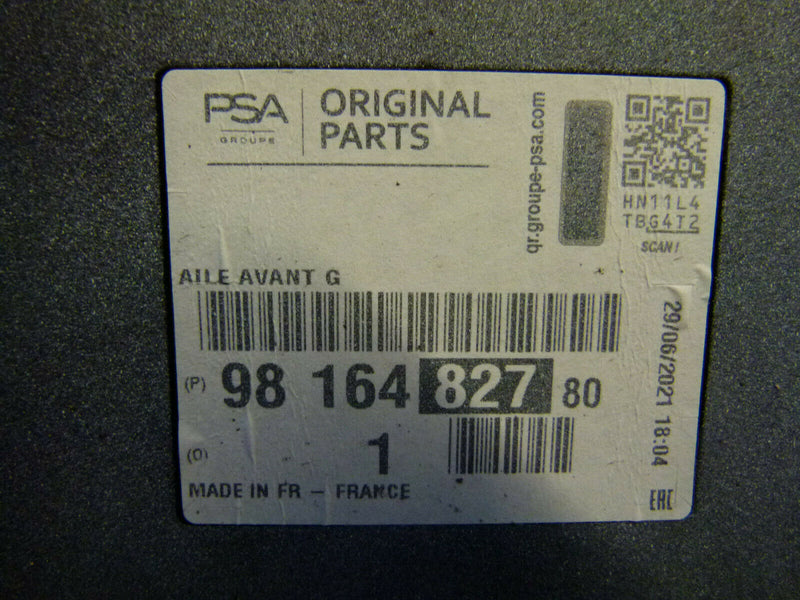 PSA
GROUPE
ORIGINAL
PARTS
qr.groupe-psa.com
HN11L4
TBG4T2
SCAN!
AILE AVANT G
(P) 98 164 827 80
(Q) 1
MADE IN FR – FRANCE
29/06/2021 18:04
EAC